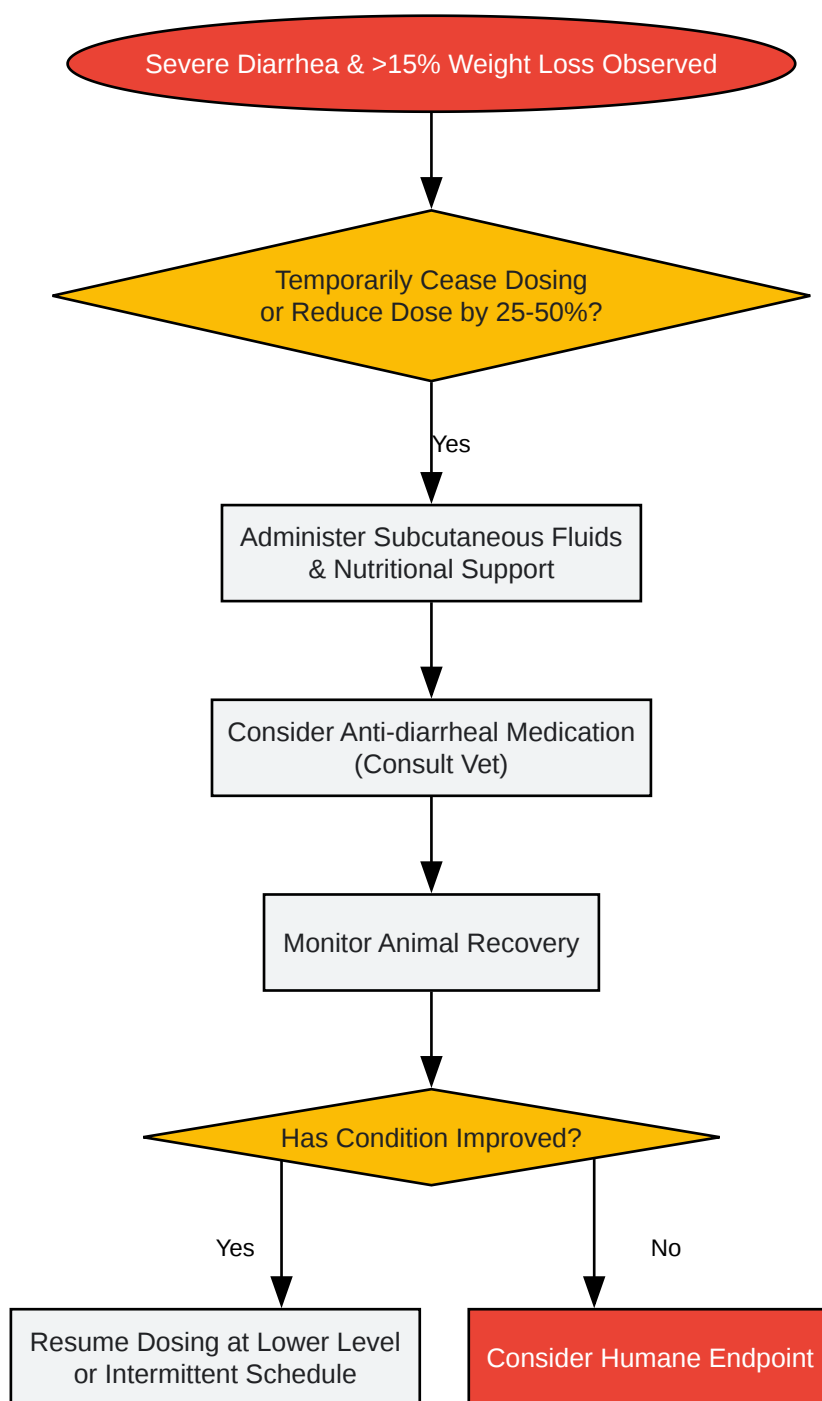 Severe Diarrhea & >15% Weight Loss Observed
Temporarily Cease Dosing
or Reduce Dose by 25-50%?
Yes
Administer Subcutaneous Fluids
& Nutritional Support
Consider Anti-diarrheal Medication
(Consult Vet)
Monitor Animal Recovery
Has Condition Improved?
Yes
No
Resume Dosing at Lower Level
or Intermittent Schedule
Consider Humane Endpoint